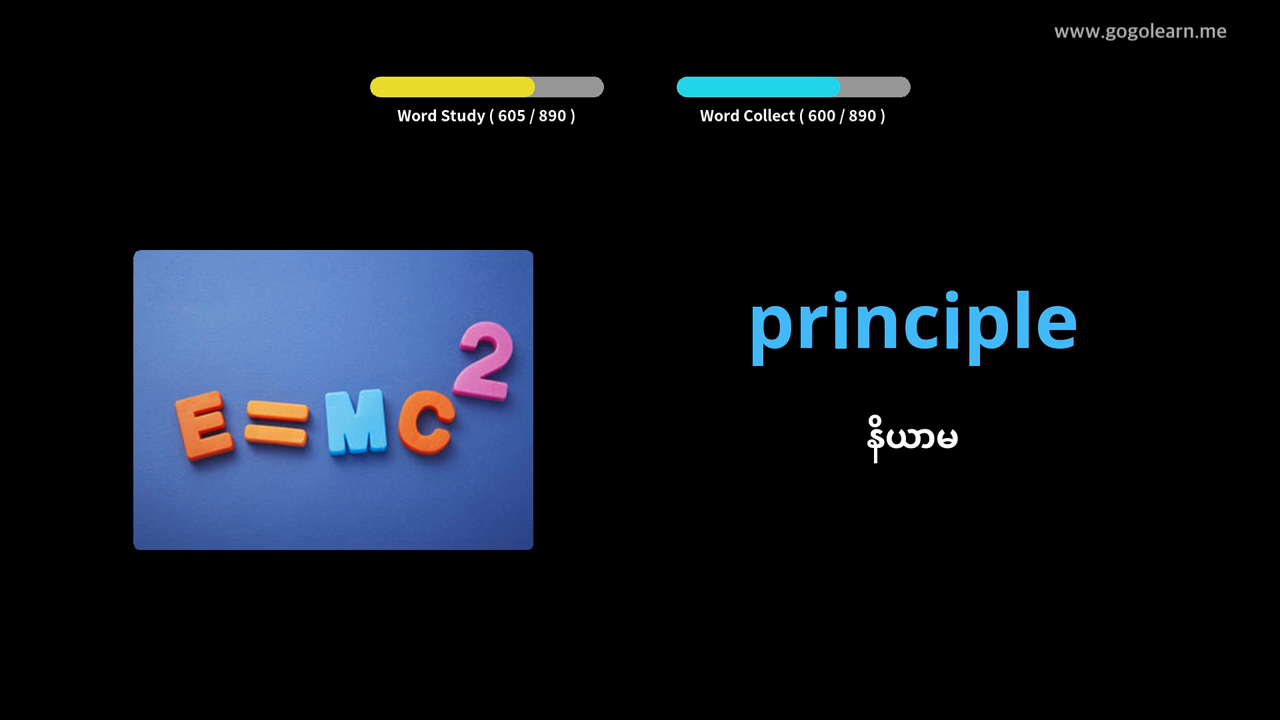 www.gogolearn.me
Word Study ( 605 / 890 )
Word Collect ( 600 / 890 )
E=MC2
principle
နိယာမ